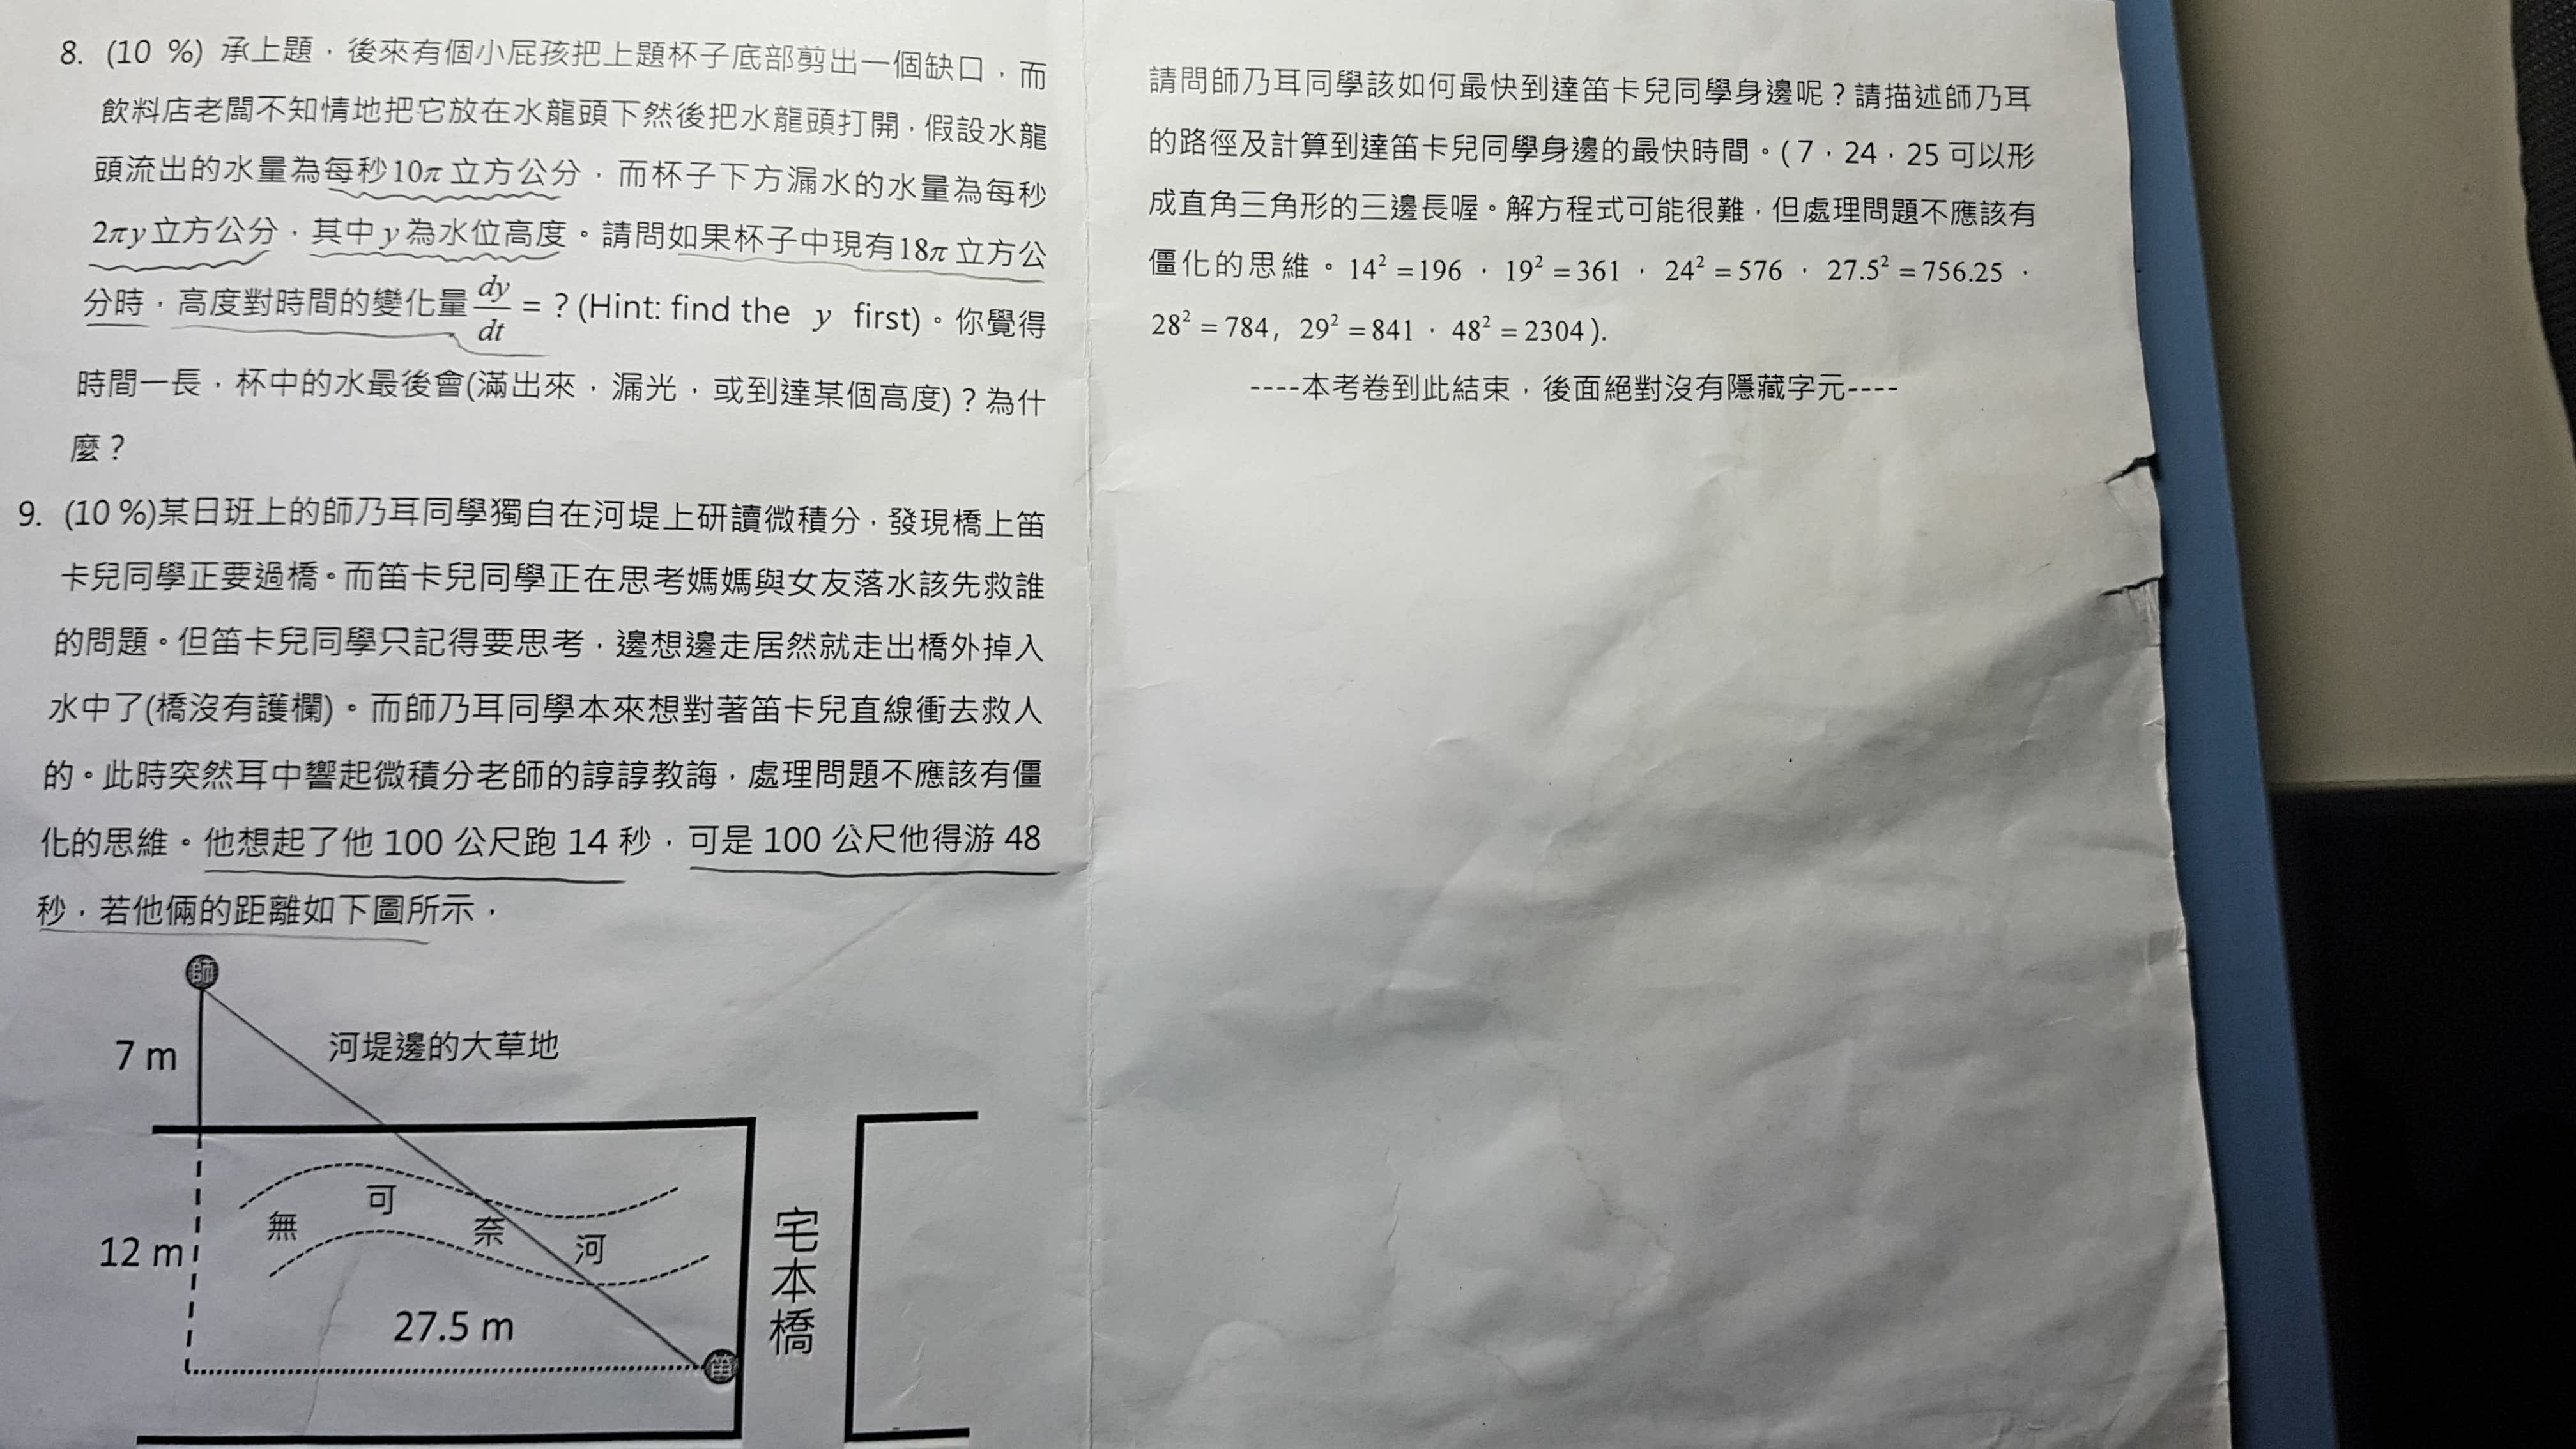 8. (10 %) 承上題，後來有個小屁孩把上題杯子底部剪出一個缺口，而
飲料店老闆不知情地把它放在水龍頭下然後把水龍頭打開，假設水龍
頭流出的水量為每秒10π 立方公分，而杯子下方漏水的水量為每秒
2πy 立方公分，其中 y 為水位高度。請問如果杯子中現有18π 立方公
分時，高度對時間的變化量 dy/dt = ? (Hint: find the y first)。你覺得
時間一長，杯中的水最後會(滿出來，漏光，或到達某個高度)？為什
麼？
9. (10 %)某日班上的師乃耳同學獨自在河堤上研讀微積分，發現橋上笛
卡兒同學正要過橋。而笛卡兒同學正在思考媽媽與女友落水該先救誰
的問題。但笛卡兒同學只記得要思考，邊想邊走居然就走出橋外掉入
水中了(橋沒有護欄)。而師乃耳同學本來想對著笛卡兒直線衝去救人
的。此時突然耳中響起微積分老師的諄諄教誨，處理問題不應該有僵
化的思維。他想起了他 100 公尺跑 14 秒，可是 100 公尺他得游 48
秒，若他倆的距離如下圖所示，
師
7 m
河堤邊的大草地
12 m
無
可
奈
河
27.5 m
笛
宅
本
橋
請問師乃耳同學該如何最快到達笛卡兒同學身邊呢？請描述師乃耳
的路徑及計算到達笛卡兒同學身邊的最快時間。( 7，24，25 可以形
成直角三角形的三邊長喔。解方程式可能很難，但處理問題不應該有
僵化的思維。14² =196，19² =361，24² =576，27.5² =756.25，
28² =784, 29² =841，48² =2304 ).
----本考卷到此結束，後面絕對沒有隱藏字元----